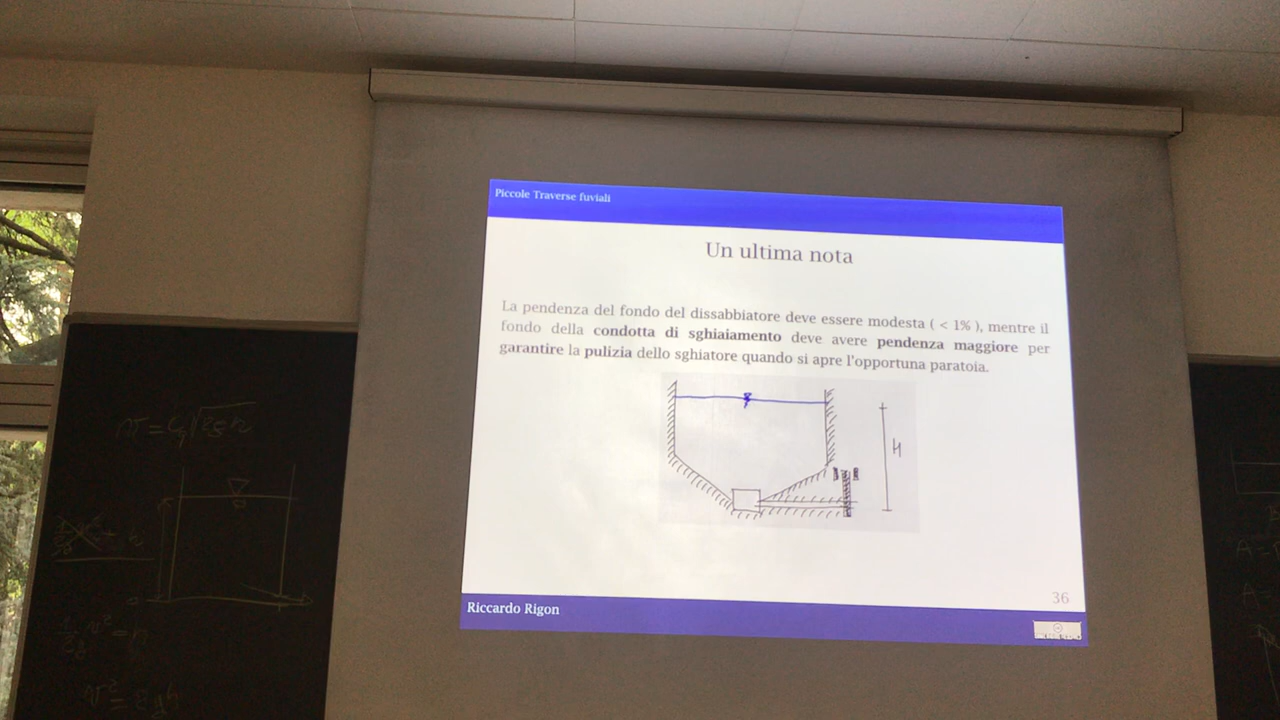 Piccole Traverse fuviali
Un ultima nota
La pendenza del fondo del dissabbiatore deve essere modesta ( < 1% ), mentre il
fondo della condotta di sghiaiamento deve avere pendenza maggiore per
garantire la pulizia dello sghiatore quando si apre l'opportuna paratoia.
H
36
Riccardo Rigon